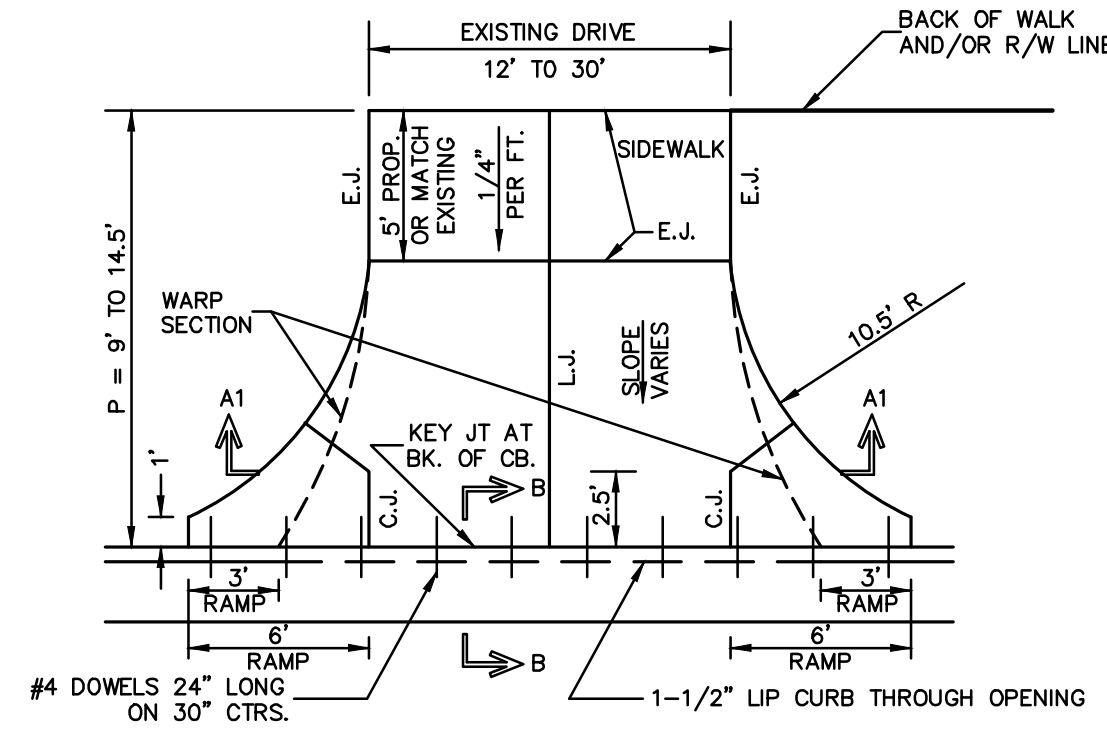 EXISTING DRIVE
12' TO 30'
BACK OF WALK
AND/OR R/W LINE
E.J.
5' PROP.
OR MATCH
EXISTING
1/4"
PER FT.
SIDEWALK
E.J.
E.J.
P = 9' TO 14.5'
WARP
SECTION
10.5' R
L.J.
SLOPE
VARIES
A1
A1
KEY JT AT
BK. OF CB.
1'
C.J.
B
2.5'
C.J.
3'
RAMP
3'
RAMP
6'
RAMP
B
6'
RAMP
#4 DOWELS 24" LONG
ON 30" CTRS.
1-1/2" LIP CURB THROUGH OPENING